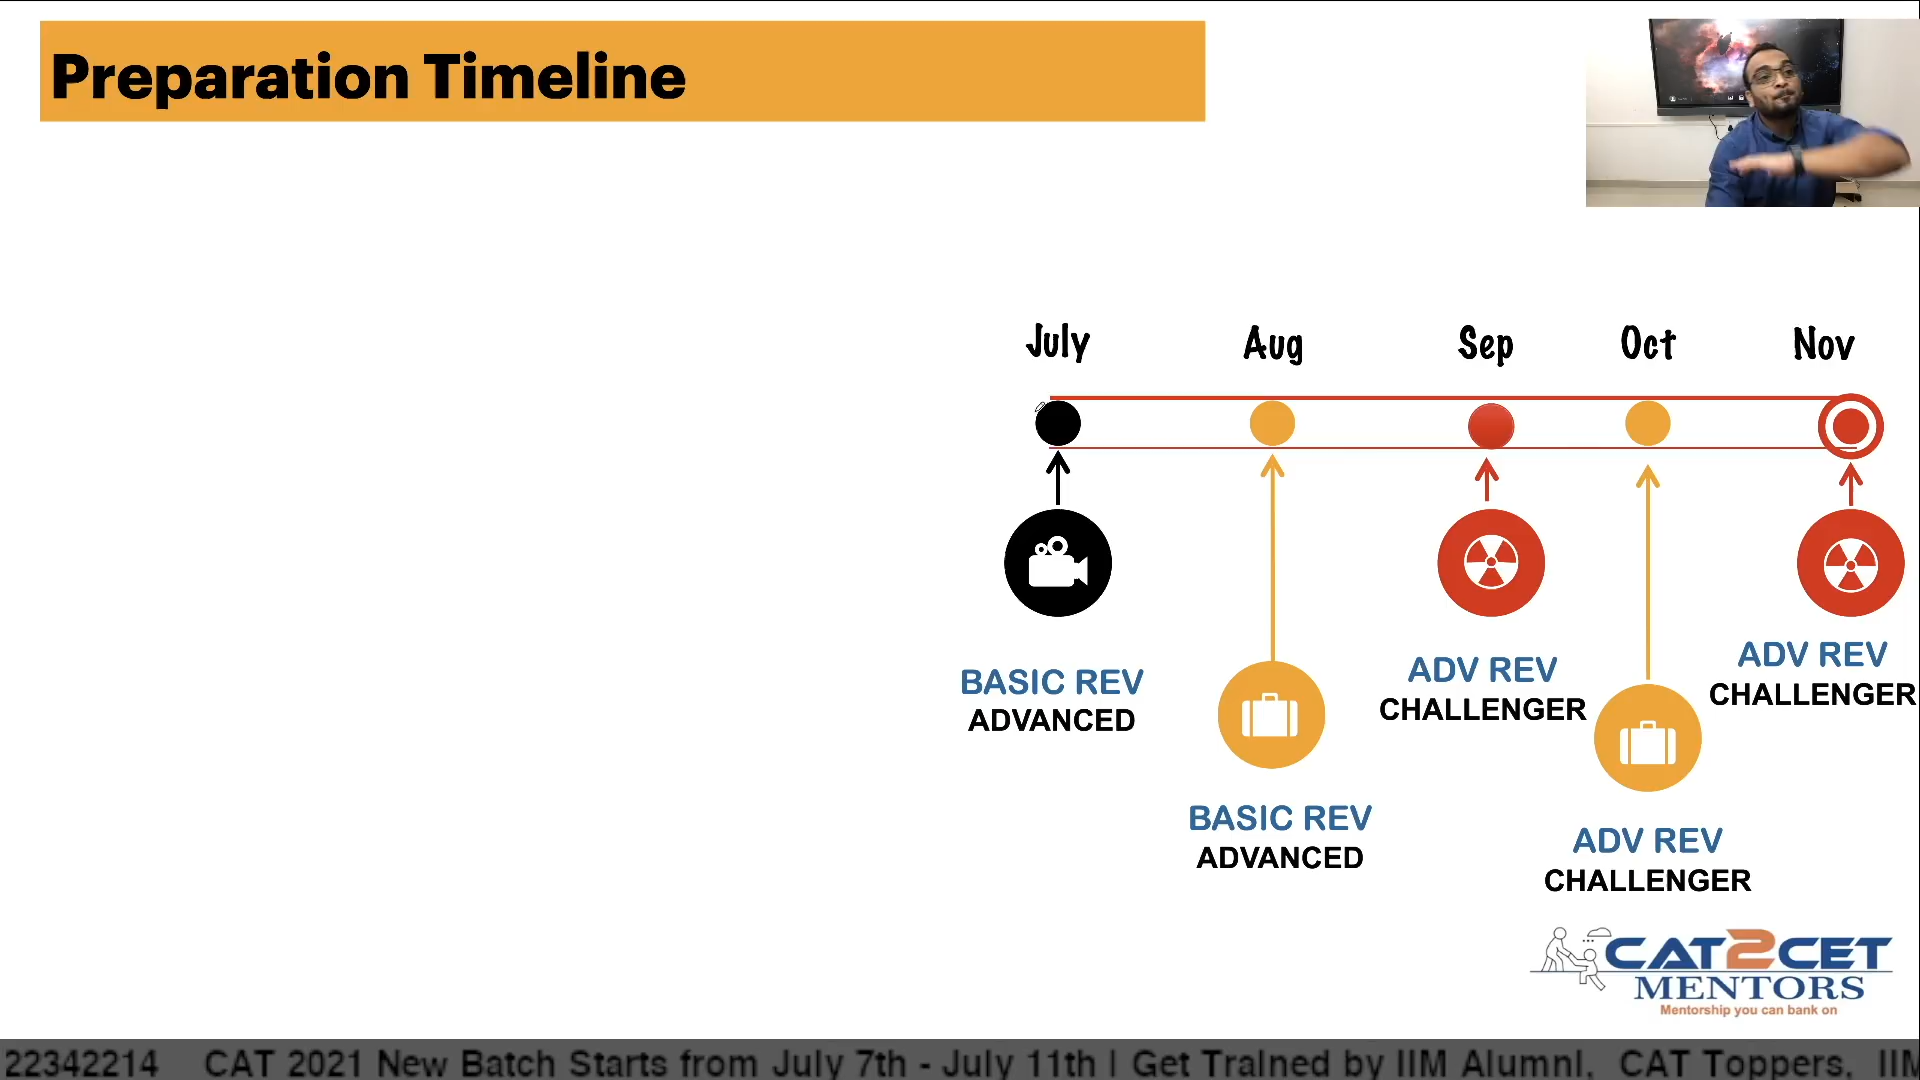 Preparation Timeline
July Aug Sep Oct Nov
BASIC REV
ADVANCED
BASIC REV
ADVANCED
ADV REV
CHALLENGER
ADV REV
CHALLENGER
ADV REV
CHALLENGER
CAT2CET
MENTORS
Mentorship you can bank on
22342214 CAT 2021 New Batch Starts from July 7th - July 11th | Get TraIned by IIM AlumnI, CAT Toppers, IIM